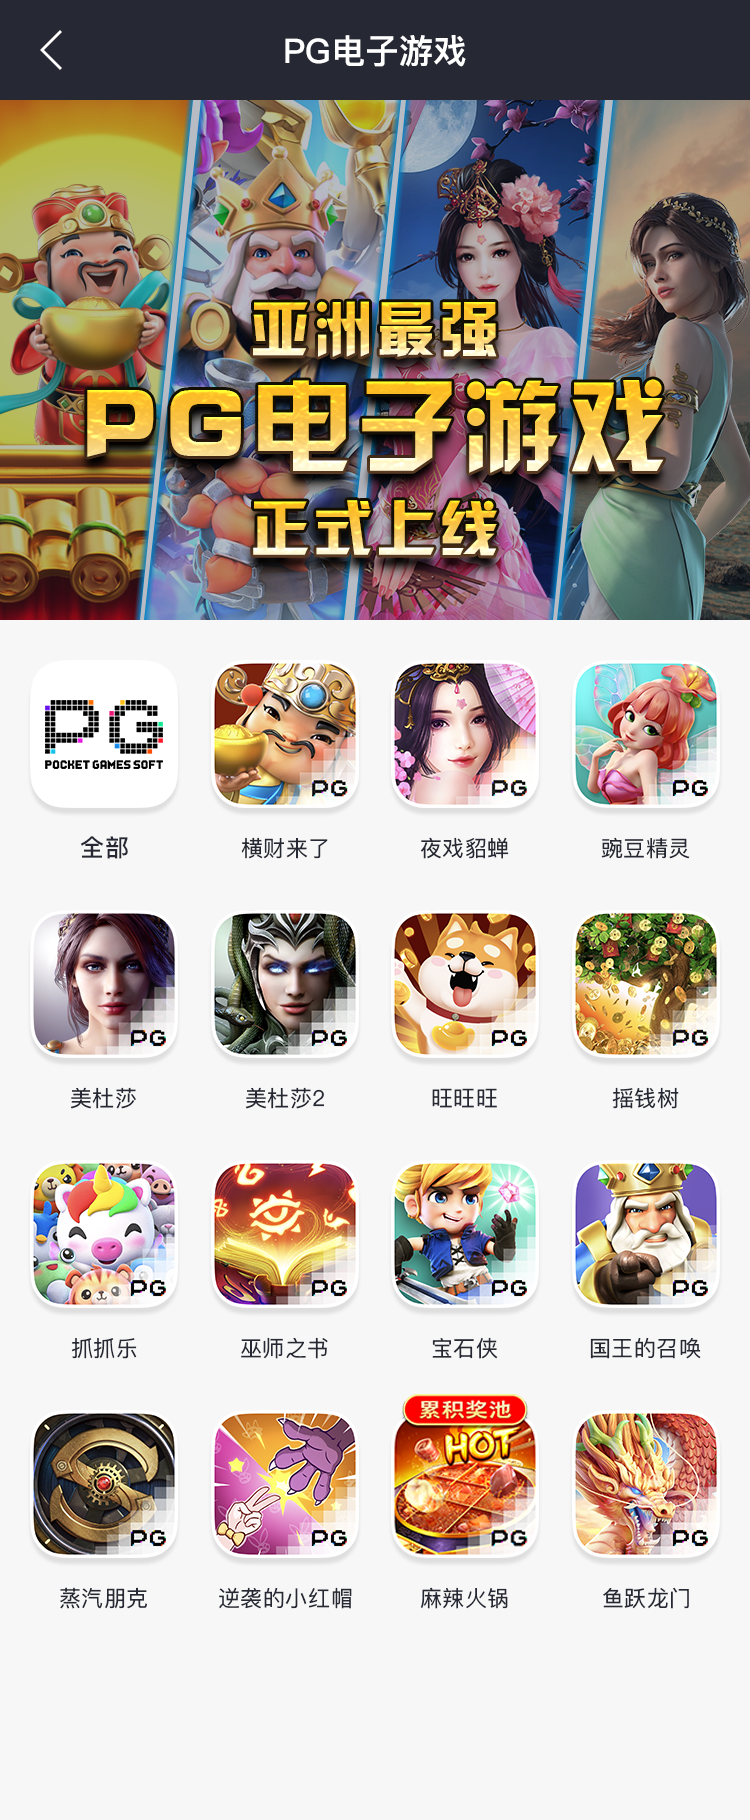 PG电子游戏
亚洲最强
PG电子游戏
正式上线
PG
POCKET GAMES SOFT
PG
PG
PG
全部
横财来了
夜戏貂蝉
豌豆精灵
PG
PG
PG
PG
美杜莎
美杜莎2
旺旺旺
摇钱树
PG
PG
PG
PG
抓抓乐
巫师之书
宝石侠
国王的召唤
累积奖池
HOT
PG
PG
PG
PG
蒸汽朋克
逆袭的小红帽
麻辣火锅
鱼跃龙门